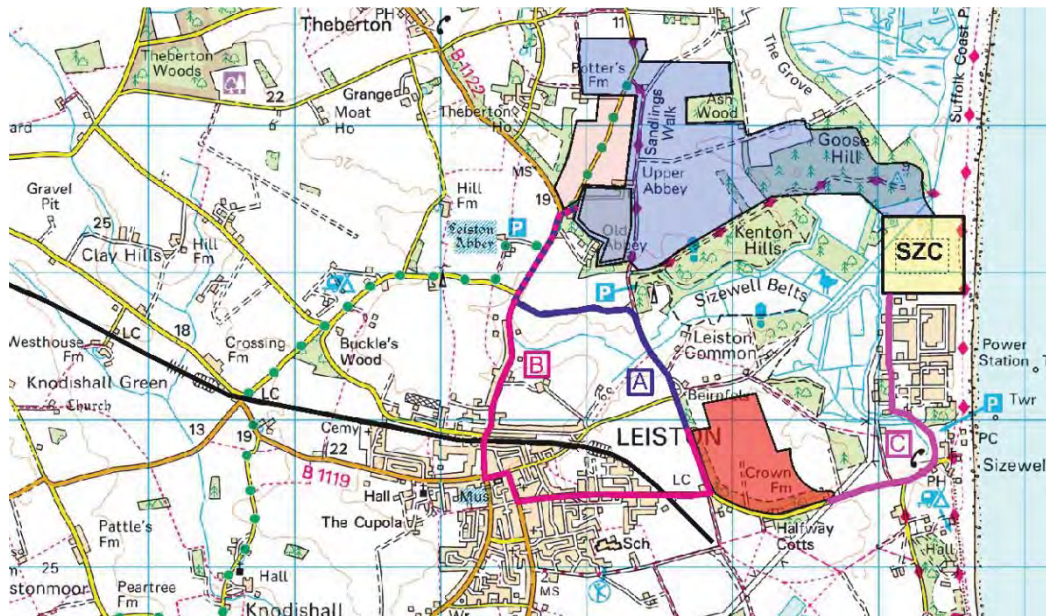 Theberton
PH
Theberton
Woods
22
B 1122
11
Potter's
Fm
Granger
Moat
Ho
Theberton
Ho
Sandlings
Walk
Ash
Wood
The Grove
Suffolk Coast P
ard
Goose
Hill
MS
Upper
Abbey
Gravel
Pit
25
Clay Hills
Hill
Fm
Hill
Fm
19
P
Leiston
Abbey
Old
Abbey
Kenton
Hills
SZC
P
Sizewell Belts
18
LC
Westhouse
Fm
Crossing
Fm
Buckle's
Wood
Leiston
Common
Power
Station
Knodishall Green
Church
LC
B
A
P
Twr
13
19
Cemy
22
LEISTON
C
PC
Sizewell
B 1119
LC
Crown
Fm
PH
Hall
Mus
The Cupola
Halfway
Cotts
Pattle's
Fm
Sch
Hall
25
stonmoor
Peartree
Fm
Hall
MS
Knodishall